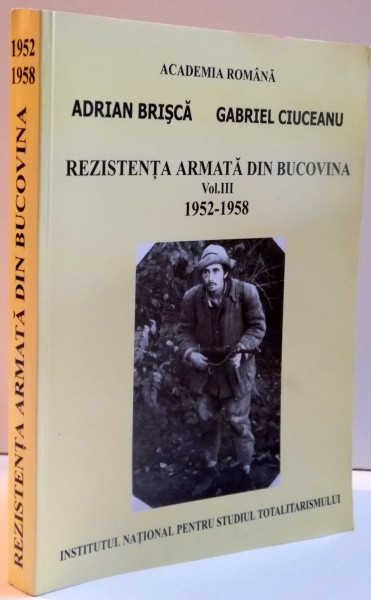 1952
1958
REZISTENȚA ARMATĂ DIN BUCOVINA
ACADEMIA ROMÂNĂ
ADRIAN BRIŞCĂ GABRIEL CIUCEANU
REZISTENȚA ARMATĂ DIN BUCOVINA
Vol.III
1952-1958
INSTITUTUL NAȚIONAL PENTRU STUDIUL TOTALITARISMULUI